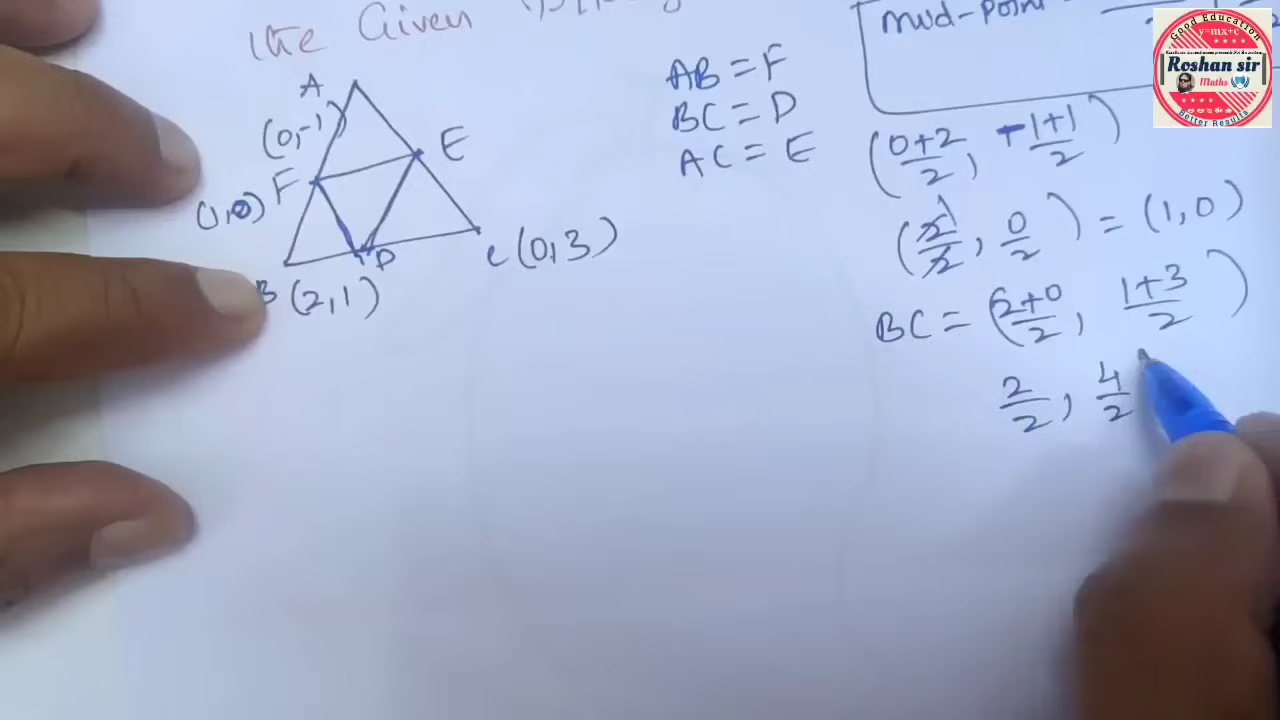 the Given
Mid-Point
A
(0,-1)
E
F
(1,0)
D
C (0,3)
B (2,1)
AB = F
BC = D
AC = E
(0+2/2, -1+1/2)
(2/2, 0/2) = (1,0)
BC = (2+0/2, 1+3/2)
2/2, 4/2
Good Education
y=mx+c
Roshan sir
Maths
Better Results